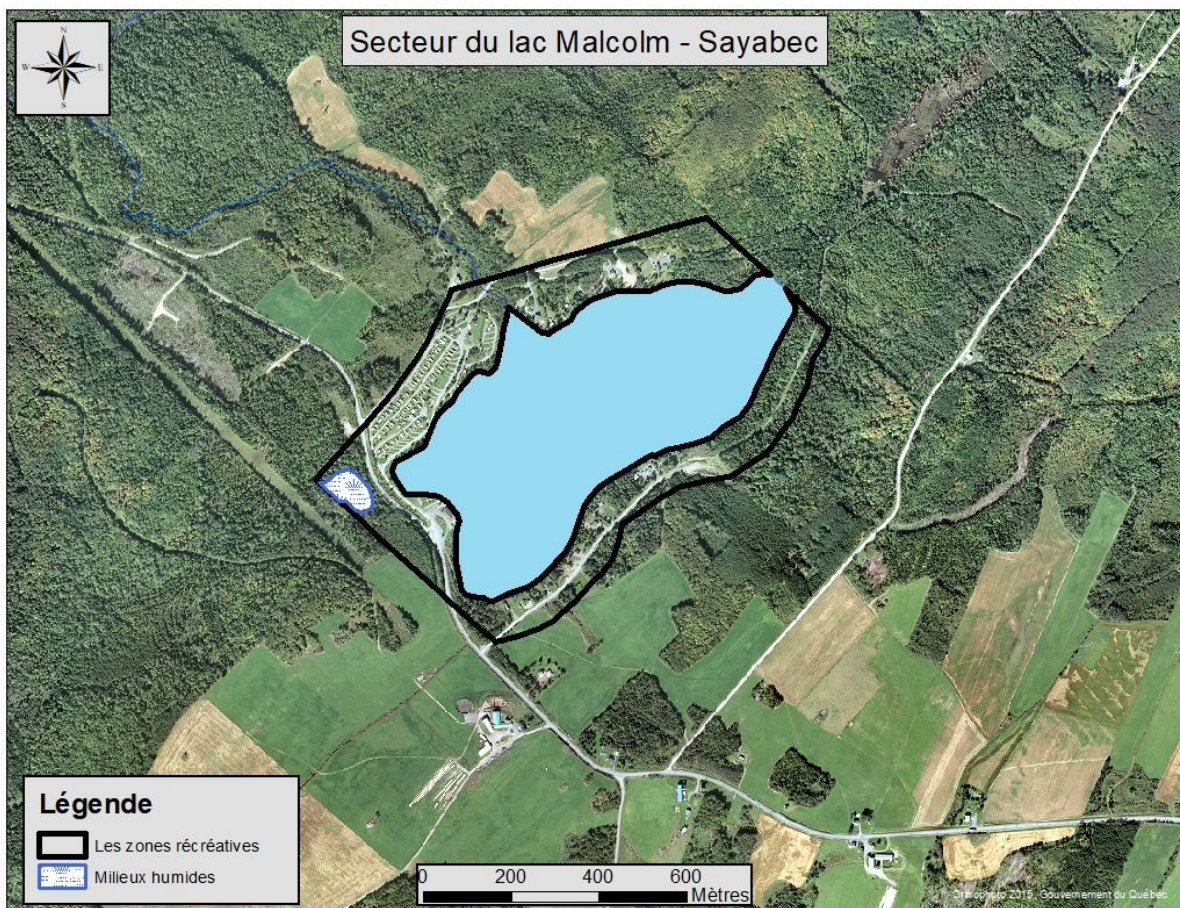 Secteur du lac Malcolm - Sayabec
N
W E
S
Légende
Les zones récréatives
Milieux humides
0 200 400 600
Mètres
© Orthophoto 2015, Gouvernement du Québec